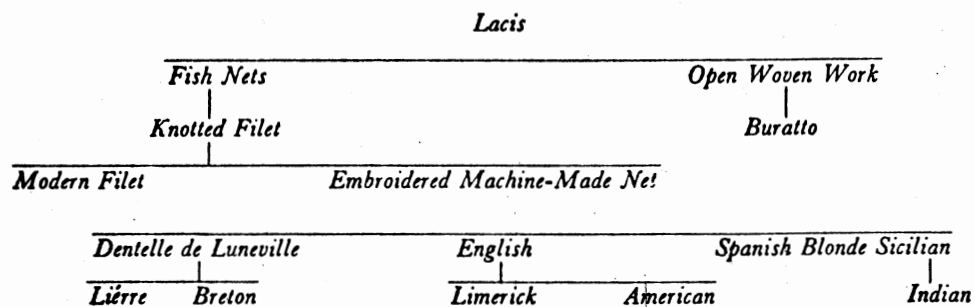 Lacis
Fish Nets Open Woven Work
Knotted Filet Buratto
Modern Filet Embroidered Machine-Made Net
Dentelle de Luneville English Spanish Blonde Sicilian
Liérre Breton Limerick American Indian